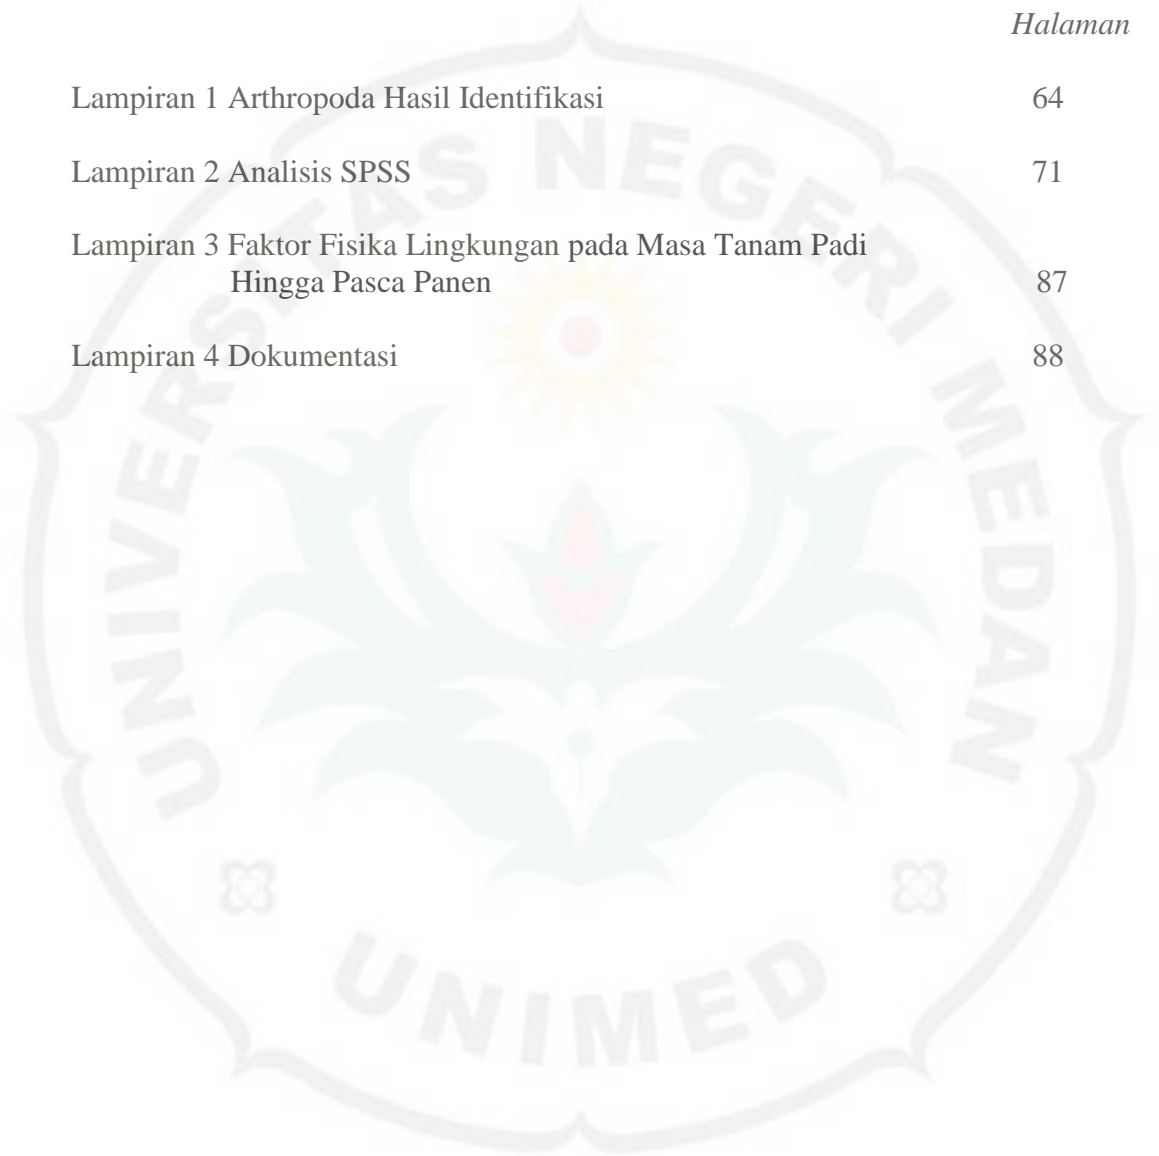 Halaman
Lampiran 1 Arthropoda Hasil Identifikasi 64
Lampiran 2 Analisis SPSS 71
Lampiran 3 Faktor Fisika Lingkungan pada Masa Tanam Padi
Hingga Pasca Panen 87
Lampiran 4 Dokumentasi 88
UNIVERSITAS NEGERI MEDAN
UNIMED